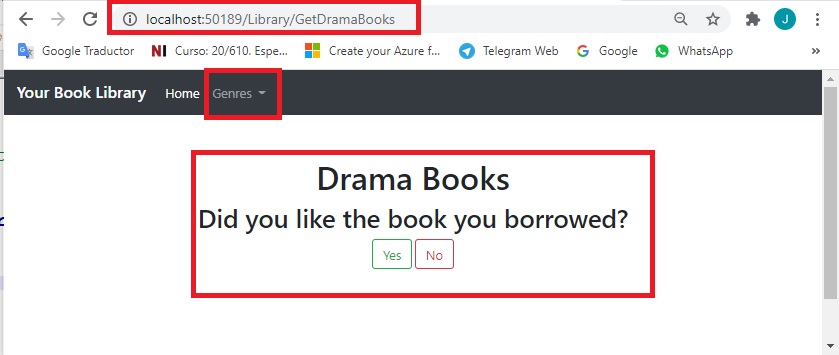 localhost:50189/Library/GetDramaBooks
J
Google Traductor NI Curso: 20/610. Espe... Create your Azure f... Telegram Web G Google WhatsApp »
Your Book Library Home Genres
Drama Books
Did you like the book you borrowed?
Yes No